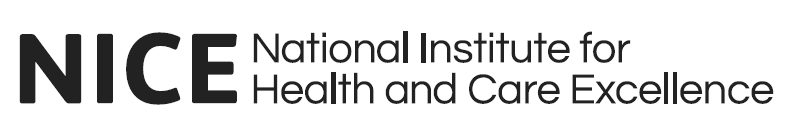 NICE
National Institute for
Health and Care Excellence